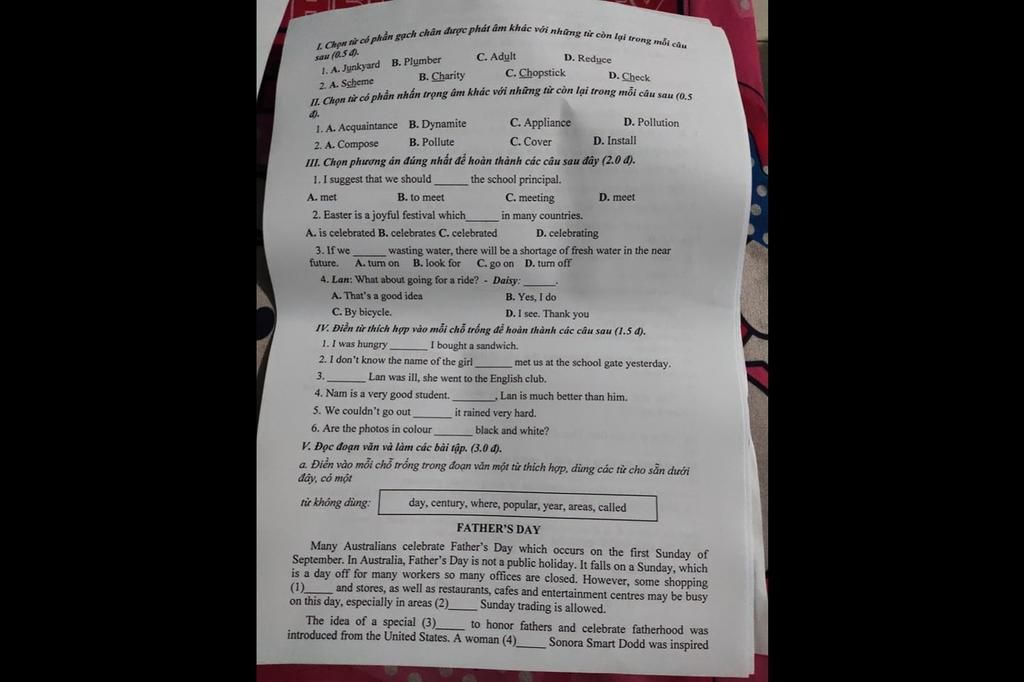 I. Chọn từ có phần gạch chân được phát âm khác với những từ còn lại trong mỗi câu
sau (0.5 đ).
1. A. Junkyard B. Plumber C. Adult D. Reduce
2. A. Scheme B. Charity C. Chopstick D. Check
II. Chọn từ có phần nhấn trọng âm khác với những từ còn lại trong mỗi câu sau (0.5
đ).
1. A. Acquaintance B. Dynamite C. Appliance D. Pollution
2. A. Compose B. Pollute C. Cover D. Install
III. Chọn phương án đúng nhất để hoàn thành các câu sau đây (2.0 đ).
1. I suggest that we should ______ the school principal.
A. met B. to meet C. meeting D. meet
2. Easter is a joyful festival which______ in many countries.
A. is celebrated B. celebrates C. celebrated D. celebrating
3. If we ______ wasting water, there will be a shortage of fresh water in the near
future. A. turn on B. look for C. go on D. turn off
4. Lan: What about going for a ride? - Daisy: ______.
A. That's a good idea B. Yes, I do
C. By bicycle. D. I see. Thank you
IV. Điền từ thích hợp vào mỗi chỗ trống để hoàn thành các câu sau (1.5 đ).
1. I was hungry _______ I bought a sandwich.
2. I don't know the name of the girl _______ met us at the school gate yesterday.
3. _______ Lan was ill, she went to the English club.
4. Nam is a very good student. ________, Lan is much better than him.
5. We couldn't go out _______ it rained very hard.
6. Are the photos in colour _______ black and white?
V. Đọc đoạn văn và làm các bài tập. (3.0 đ).
a. Điền vào mỗi chỗ trống trong đoạn văn một từ thích hợp, dùng các từ cho sẵn dưới
đây, có một
từ không dùng: day, century, where, popular, year, areas, called
FATHER'S DAY
Many Australians celebrate Father's Day which occurs on the first Sunday of
September. In Australia, Father's Day is not a public holiday. It falls on a Sunday, which
is a day off for many workers so many offices are closed. However, some shopping
(1)_____ and stores, as well as restaurants, cafes and entertainment centres may be busy
on this day, especially in areas (2)_____ Sunday trading is allowed.
The idea of a special (3)_____ to honor fathers and celebrate fatherhood was
introduced from the United States. A woman (4)_____ Sonora Smart Dodd was inspired